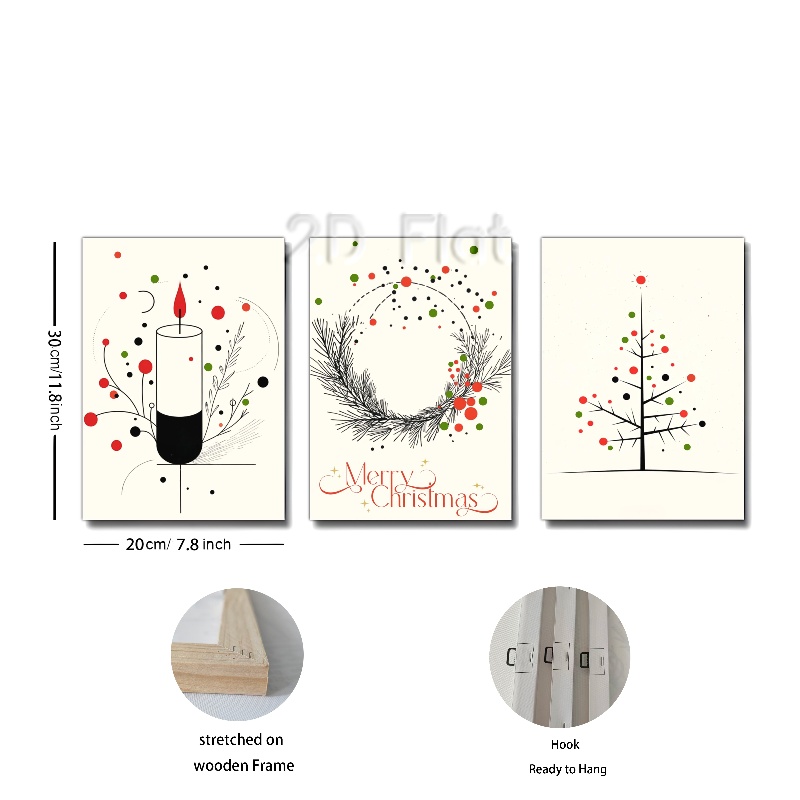 2D Flat
30cm/11.8inch
Merry
Christmas
20cm/ 7.8 inch
stretched on
wooden Frame
Hook
Ready to Hang